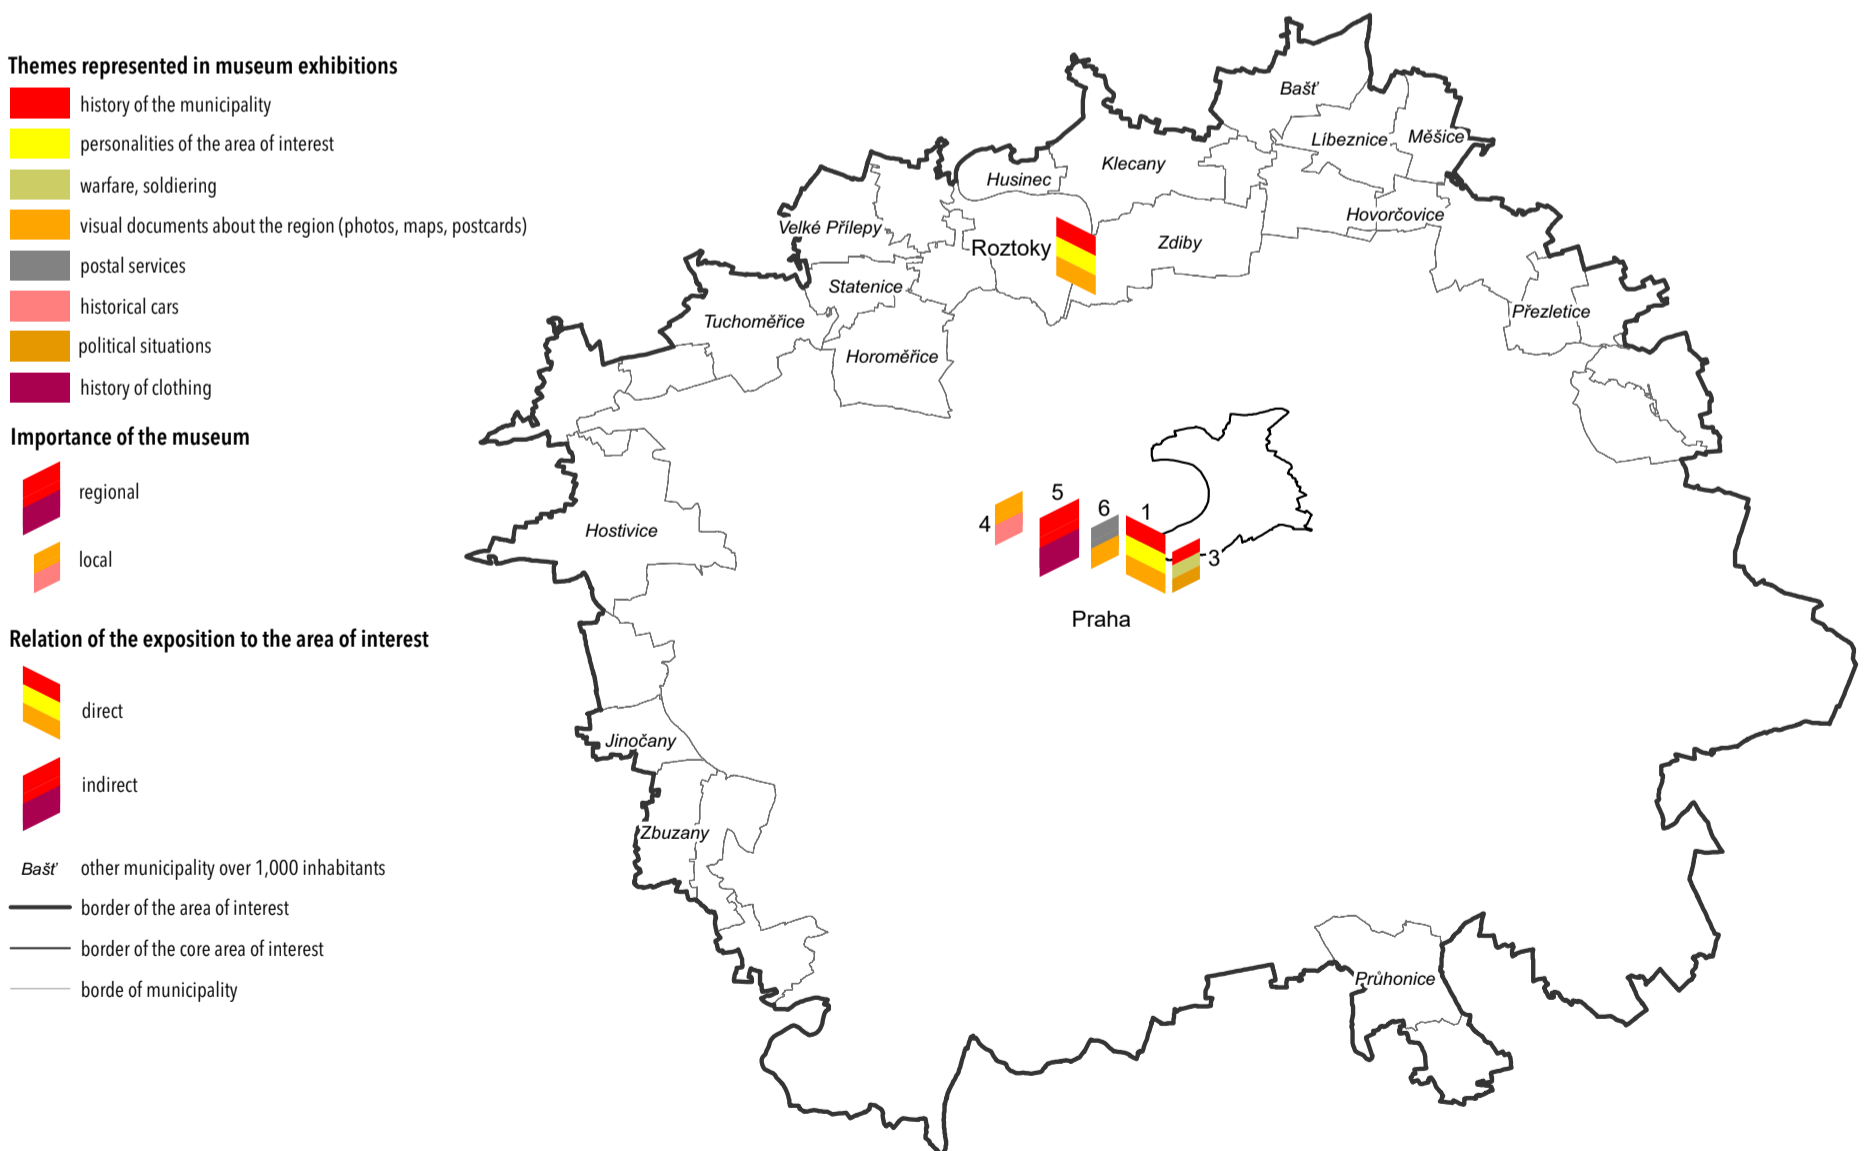 Themes represented in museum exhibitions
history of the municipality
personalities of the area of interest
warfare, soldiering
visual documents about the region (photos, maps, postcards)
postal services
historical cars
political situations
history of clothing
Importance of the museum
regional
local
Relation of the exposition to the area of interest
direct
indirect
Bašť other municipality over 1,000 inhabitants
border of the area of interest
border of the core area of interest
borde of municipality
Bašť
Líbeznice
Měšice
Klecany
Husinec
Hovorčovice
Velké Přílepy
Roztoky
Zdiby
Statenice
Přezletice
Tuchoměřice
Horoměřice
Hostivice
4
5
6
1
3
Praha
Jinočany
Zbuzany
Průhonice